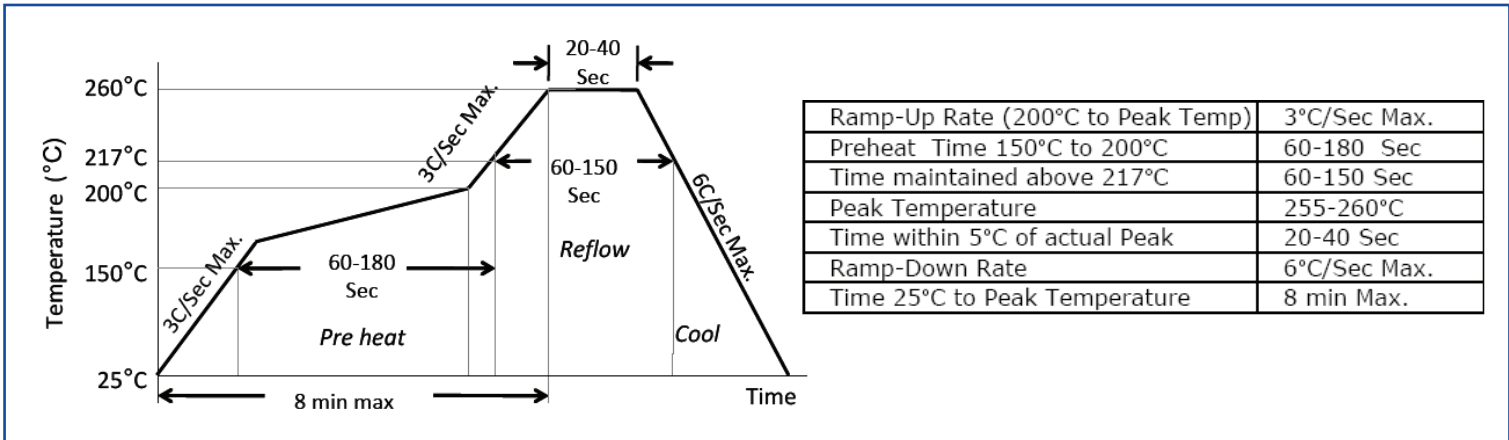 20-40
Sec
260°C
217°C
200°C
150°C
25°C
Temperature (°C)
3C/Sec Max.
3C/Sec Max.
60-150
Sec
6C/Sec Max.
Reflow
60-180
Sec
Pre heat
Cool
8 min max
Time
Ramp-Up Rate (200°C to Peak Temp) 3°C/Sec Max.
Preheat Time 150°C to 200°C 60-180 Sec
Time maintained above 217°C 60-150 Sec
Peak Temperature 255-260°C
Time within 5°C of actual Peak 20-40 Sec
Ramp-Down Rate 6°C/Sec Max.
Time 25°C to Peak Temperature 8 min Max.